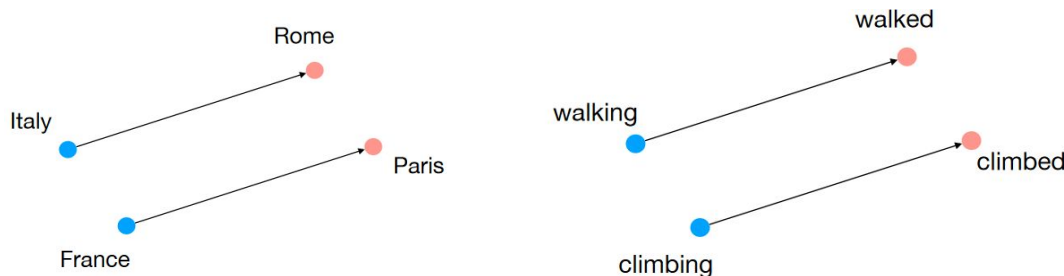 Rome
Italy
Paris
France
walked
walking
climbed
climbing